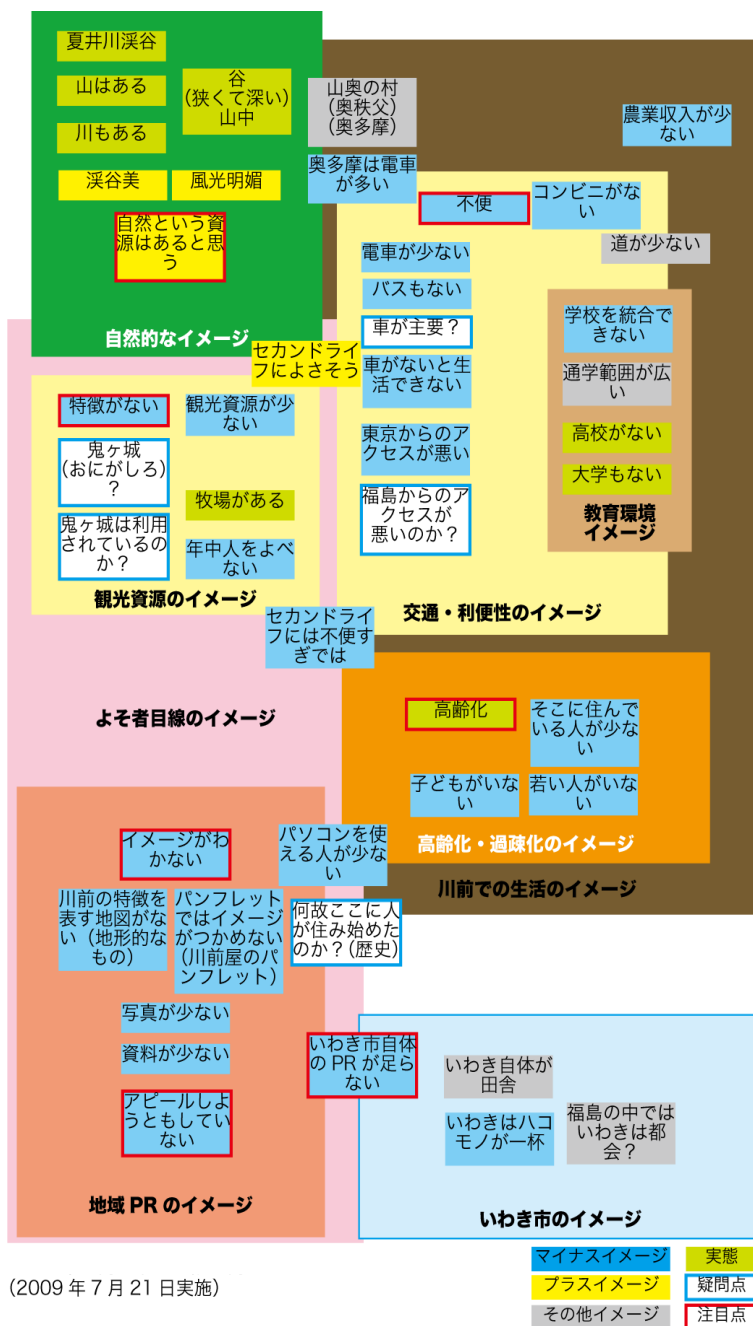 夏井川渓谷
山はある
川もある
谷
(狭くて深い)
山中
渓谷美
風光明媚
自然という資
源はあると思
う
自然的なイメージ
山奥の村
(奥秩父)
(奥多摩)
奥多摩は電車
が多い
農業収入が少
ない
不便
コンビニがな
い
道が少ない
電車が少ない
バスもない
車が主要？
車がないと生
活できない
東京からのア
クセスが悪い
福島からのア
クセスが
悪いのか？
交通・利便性のイメージ
学校を統合で
きない
通学範囲が広
い
高校がない
大学もない
教育環境
イメージ
セカンドライ
フによさそう
特徴がない
観光資源が少
ない
鬼ヶ城
(おにがしろ)
？
牧場がある
鬼ヶ城は利用
されているの
か？
年中人をよべ
ない
観光資源のイメージ
セカンドライ
フには不便す
ぎでは
よそ者目線のイメージ
高齢化
そこに住んで
いる人が少な
い
子どもがいな
い
若い人がいな
い
高齢化・過疎化のイメージ
川前での生活のイメージ
イメージがわ
かない
パソコンを使
える人が少な
い
川前の特徴を
表す地図がな
い（地形的な
もの）
パンフレット
ではイメージ
がつかめない
(川前屋のパ
ンフレット)
何故ここに人
が住み始めた
のか？(歴史)
写真が少ない
資料が少ない
アピールしよ
うともしてい
ない
地域 PR のイメージ
いわき市自体
の PR が足ら
ない
いわき自体が
田舎
いわきはハコ
モノが一杯
福島の中では
いわきは都
会？
いわき市のイメージ
(2009 年 7 月 21 日実施)
マイナスイメージ
実態
プラスイメージ
疑問点
その他イメージ
注目点